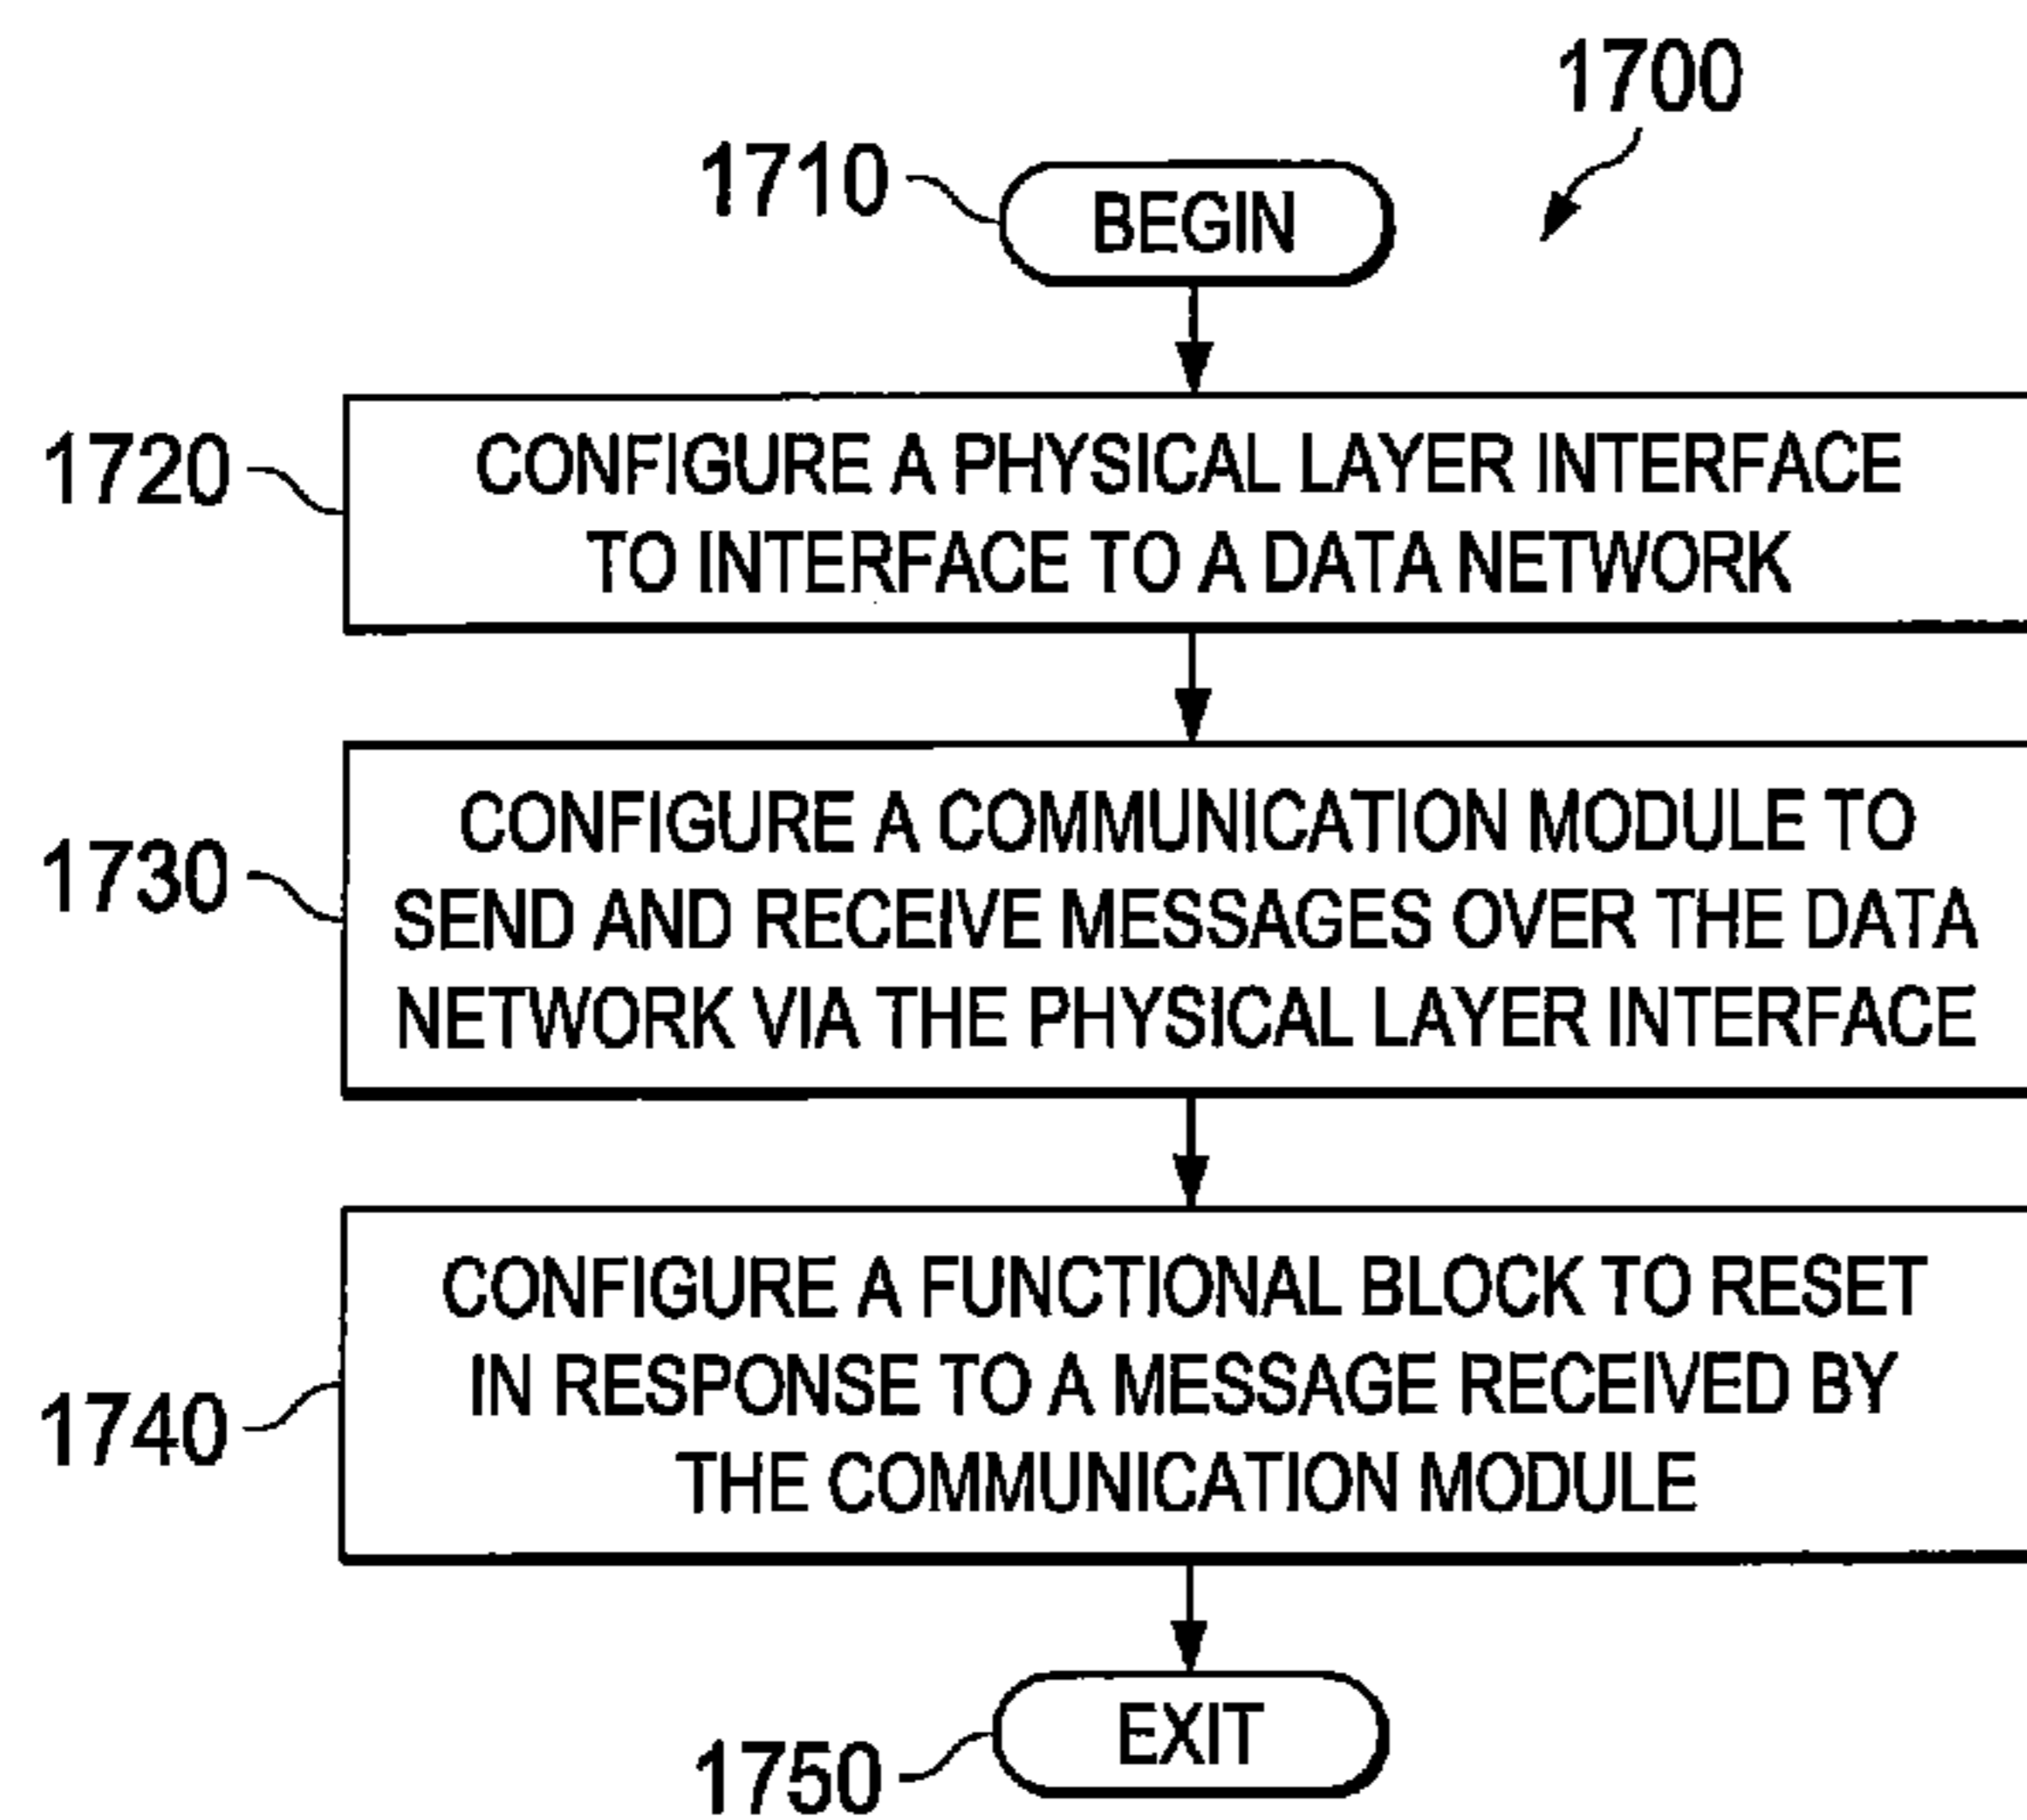 1700
1710
BEGIN
1720
CONFIGURE A PHYSICAL LAYER INTERFACE
TO INTERFACE TO A DATA NETWORK
1730
CONFIGURE A COMMUNICATION MODULE TO
SEND AND RECEIVE MESSAGES OVER THE DATA
NETWORK VIA THE PHYSICAL LAYER INTERFACE
1740
CONFIGURE A FUNCTIONAL BLOCK TO RESET
IN RESPONSE TO A MESSAGE RECEIVED BY
THE COMMUNICATION MODULE
1750
EXIT